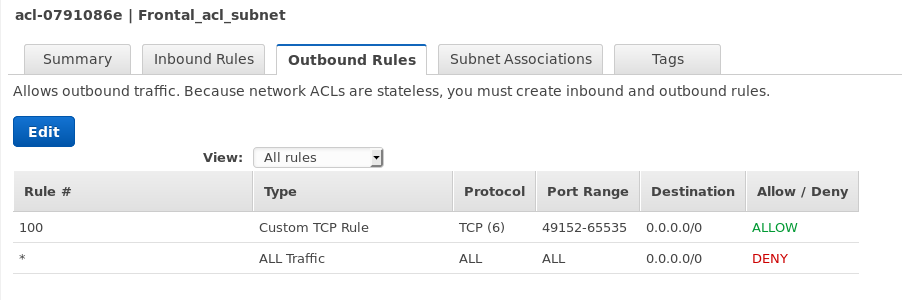 acl-0791086e | Frontal_acl_subnet
Summary Inbound Rules Outbound Rules Subnet Associations Tags
Allows outbound traffic. Because network ACLs are stateless, you must create inbound and outbound rules.
Edit
View: All rules
Rule # Type Protocol Port Range Destination Allow / Deny
100 Custom TCP Rule TCP (6) 49152-65535 0.0.0.0/0 ALLOW
* ALL Traffic ALL ALL 0.0.0.0/0 DENY